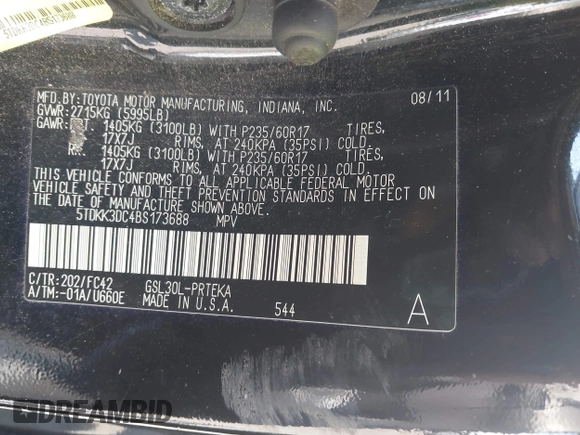 5TDKK3DC4BS173688
MFD.BY:TOYOTA MOTOR MANUFACTURING, INDIANA, INC. 08/11
GVWR: 2715KG (5995LB)
GAWR: 1405KG (3100LB) WITH P235/60R17 TIRES,
17X7J RIMS, AT 240KPA (35PSI) COLD.
1405KG (3100LB) WITH P235/60R17 TIRES,
17X7J RIMS, AT 240KPA (35PSI) COLD.
THIS VEHICLE CONFORMS TO ALL APPLICABLE FEDERAL MOTOR
VEHICLE SAFETY AND THEFT PREVENTION STANDARDS IN EFFECT ON
THE DATE OF MANUFACTURE SHOWN ABOVE.
5TDKK3DC4BS173688 MPV
C/TR:202/FC42 GSL30L-PRTEKA
A/TM:-01A/U660E MADE IN U.S.A. 544 A
DREAMBID